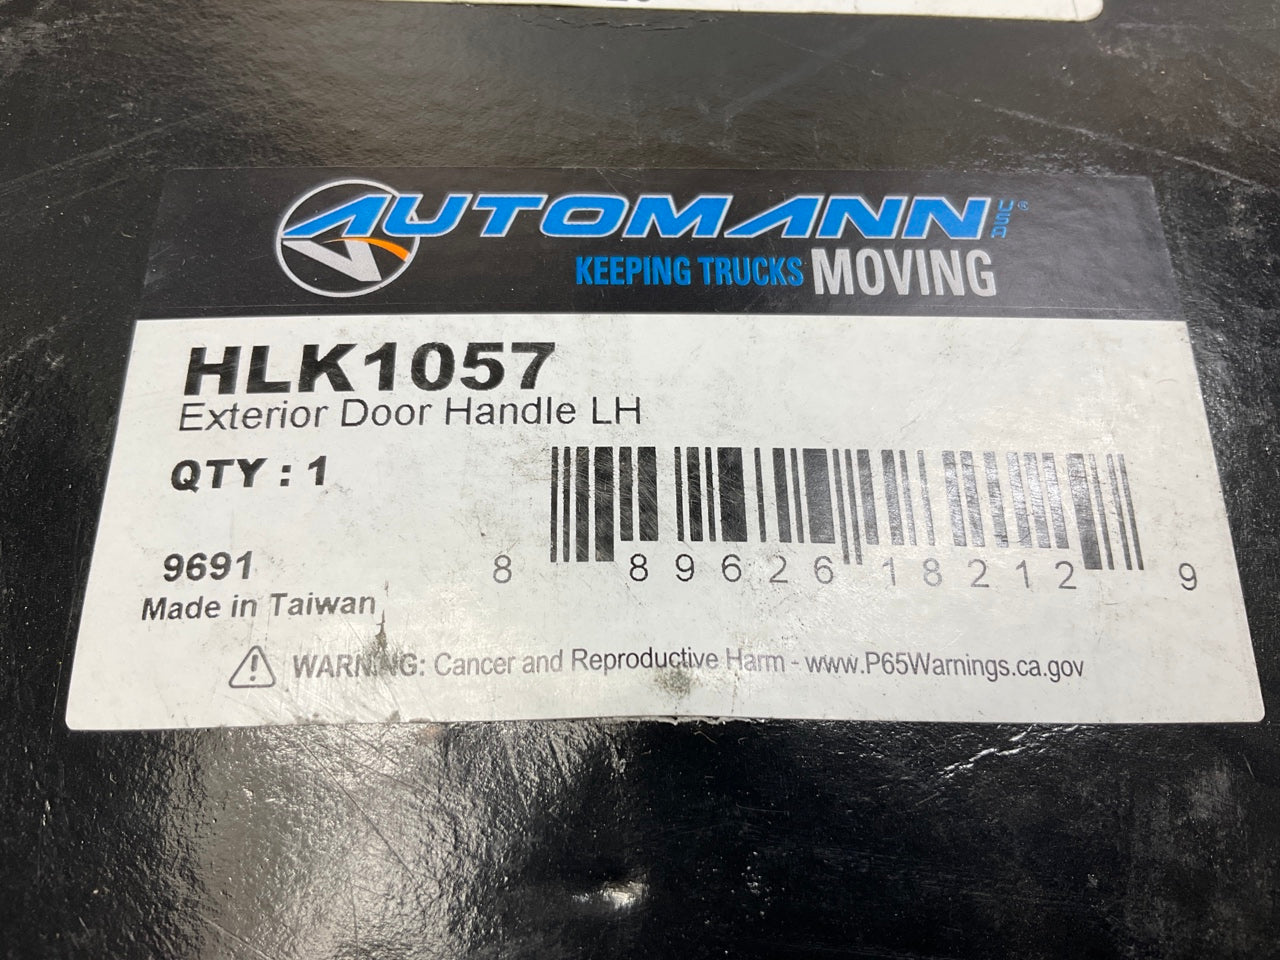 AUTOMANN USA®
KEEPING TRUCKS MOVING
HLK1057
Exterior Door Handle LH
QTY : 1
8 89626 18212 9
9691
Made in Taiwan
WARNING: Cancer and Reproductive Harm - www.P65Warnings.ca.gov